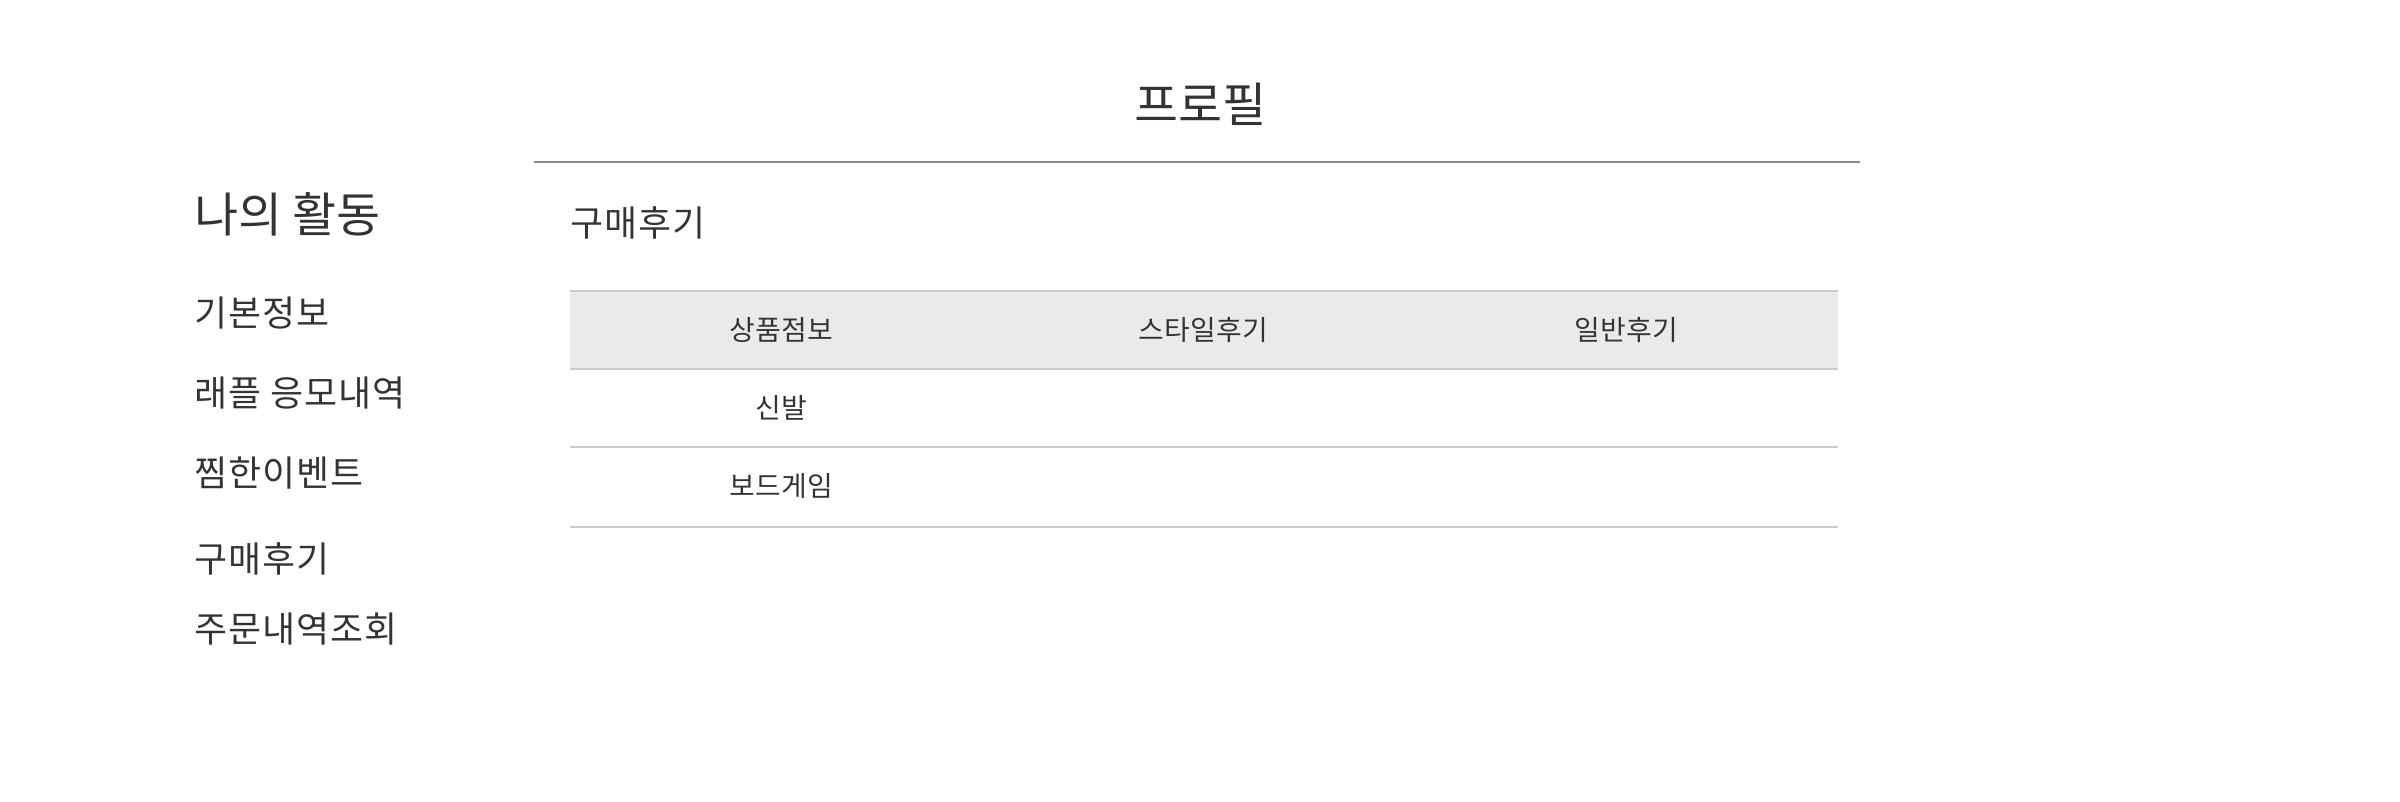 프로필
나의 활동
기본정보
래플 응모내역
찜한이벤트
구매후기
주문내역조회
구매후기
상품점보 스타일후기 일반후기
신발
보드게임